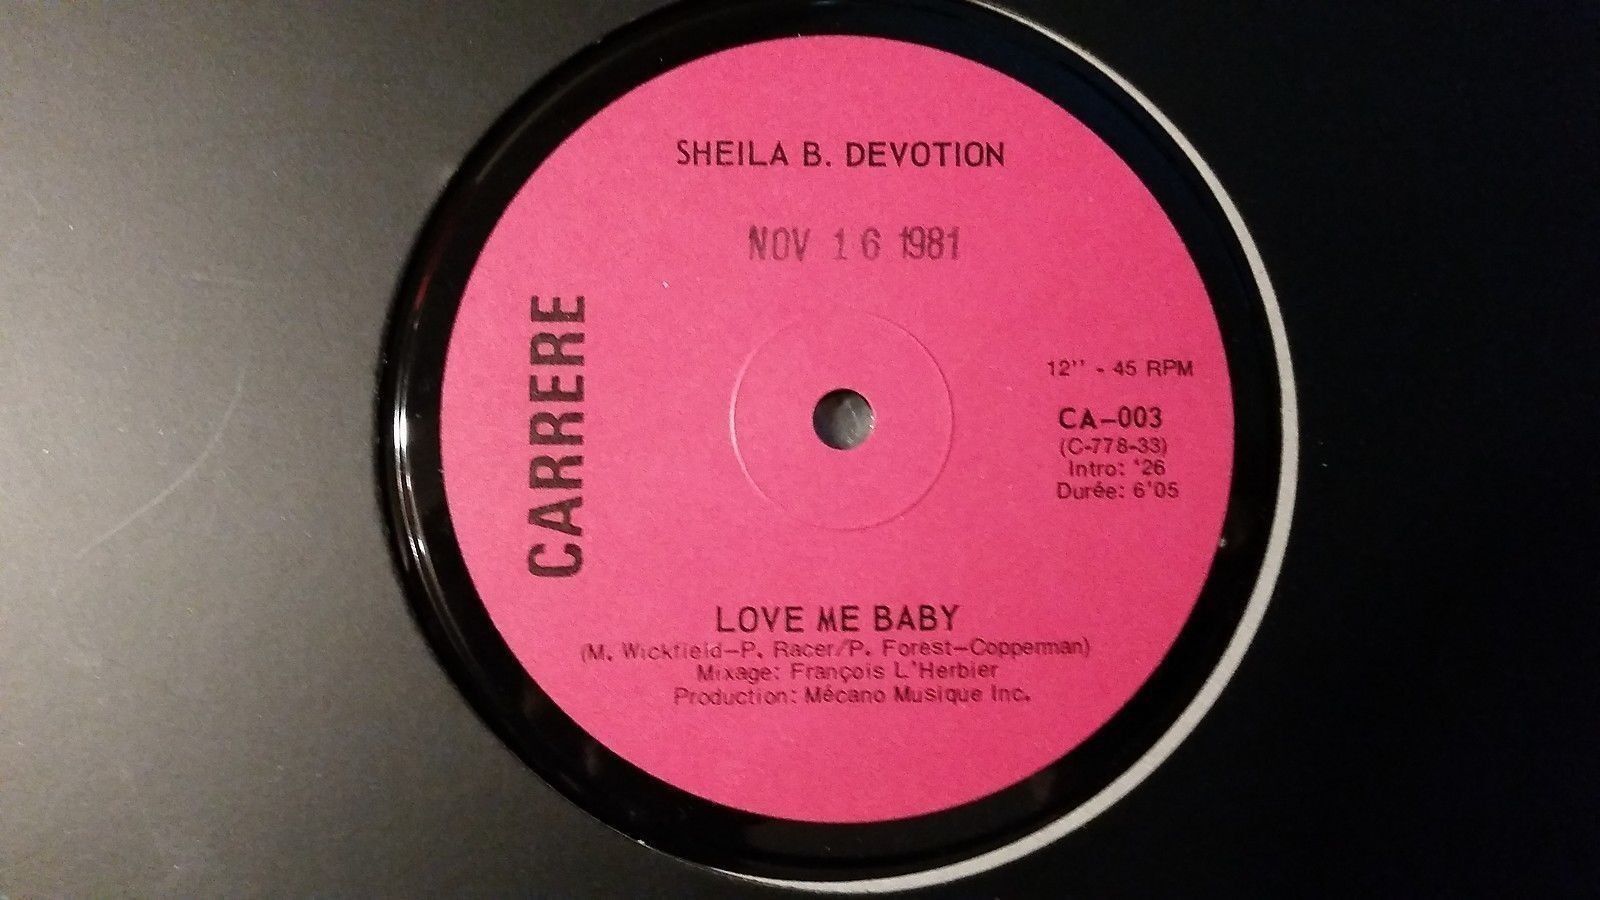 SHEILA B. DEVOTION
NOV 16 1981
CARRERE
12" - 45 RPM
CA-003
(C-778-33)
Intro: '26
Durée: 6'05
LOVE ME BABY
(M. Wickfield-P. Racer/P. Forest-Copperman)
Mixage: François L'Herbier
Production: Mécano Musique Inc.